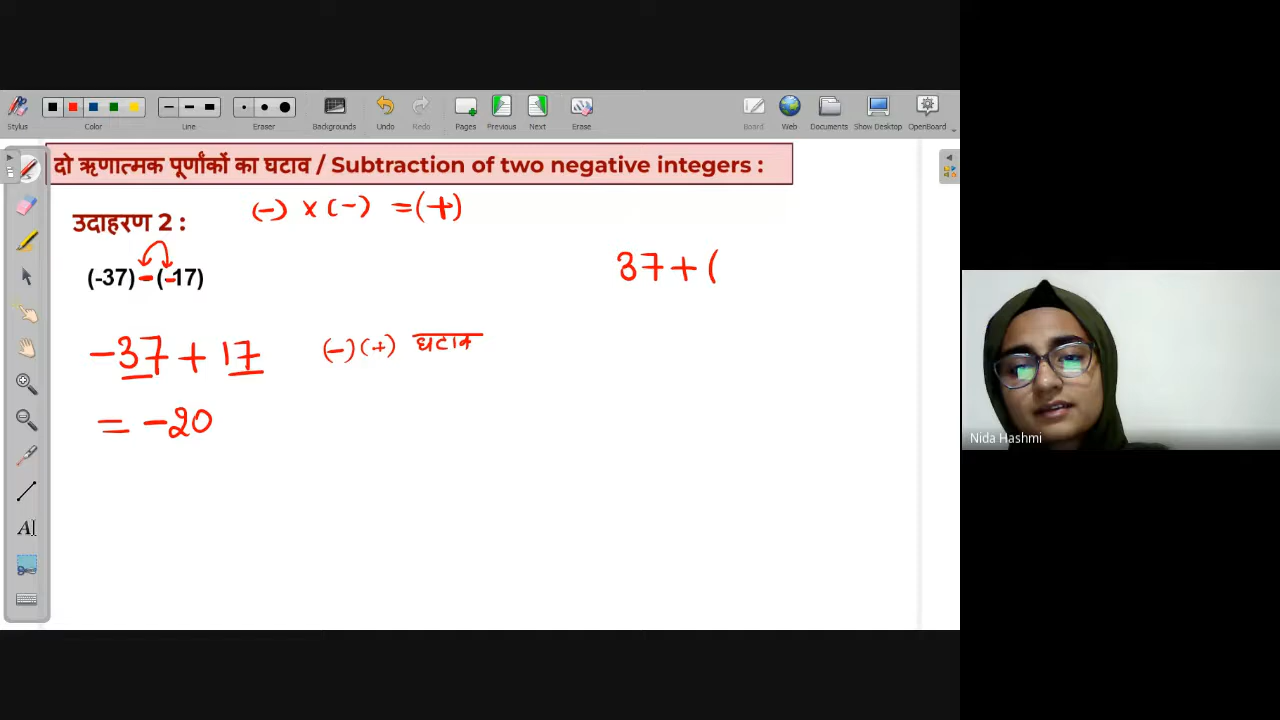 Stylus
Color
Line
Eraser
Backgrounds
Undo
Redo
Pages
Previous
Next
Erase
Board
Web
Documents
Show Desktop
OpenBoard
दो ऋणात्मक पूर्णांकों का घटाव / Subtraction of two negative integers :
(-) x (-) = (+)
उदाहरण 2 :
37 + (
(-37) - (-17)
-37 + 17
(-) (+) घटाव
= -20
Nida Hashmi